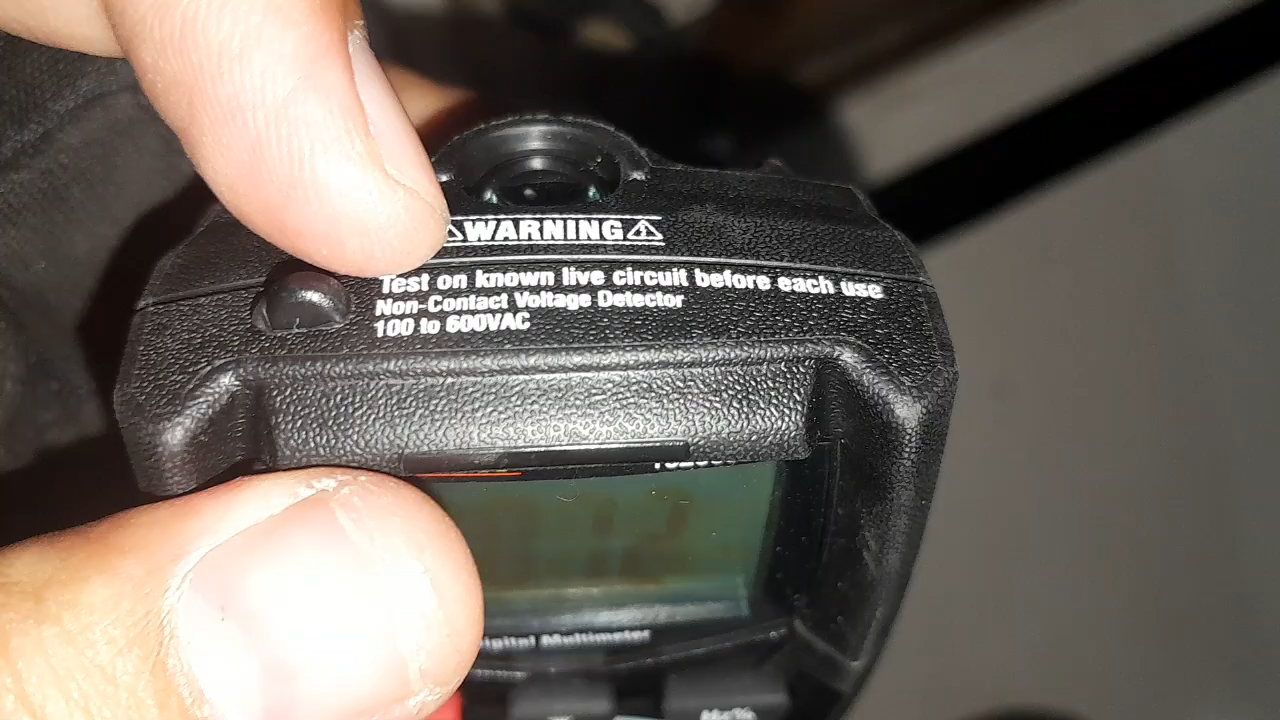 WARNING
Test on known live circuit before each use
Non-Contact Voltage Detector
100 to 600VAC
Digital Multimeter